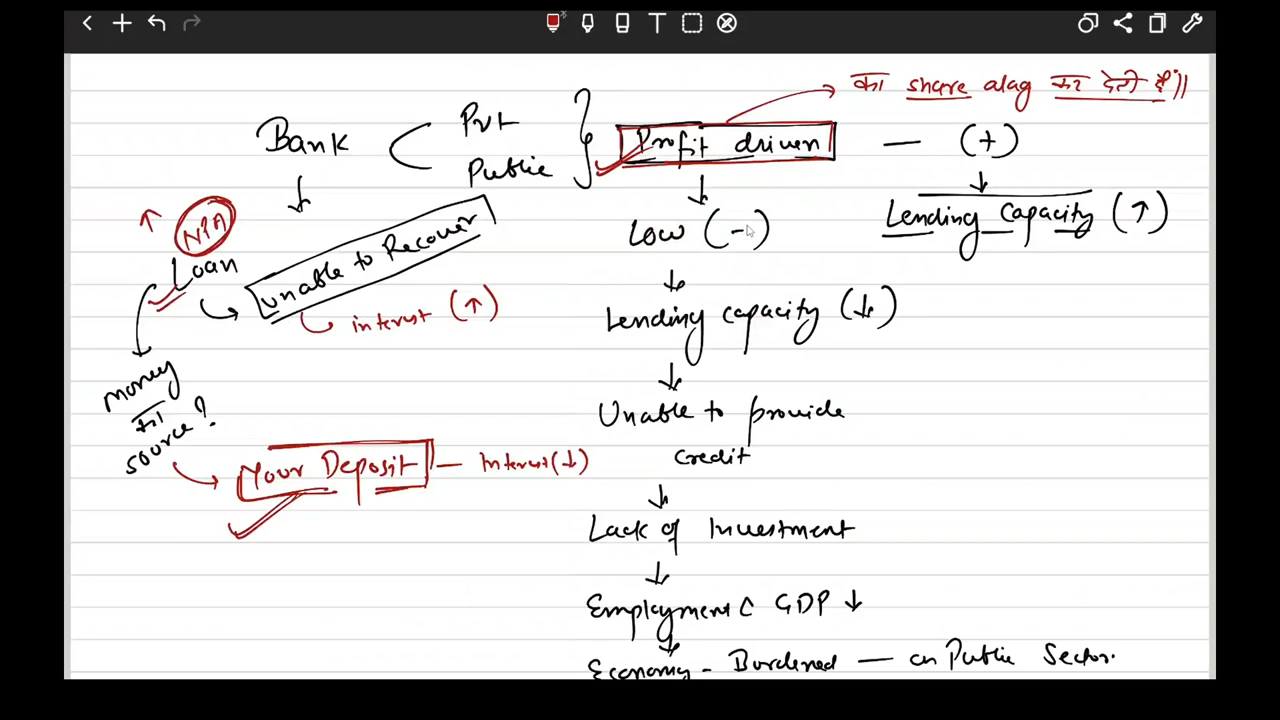 का share alag कर देती हैं॥
Bank
Pvt
Public
Profit driven — (+)
Low (-)
Lending Capacity (↑)
↑ NPA
Loan
Unable to Recover
interest (↑)
Lending capacity (↓)
money
का
source?
Unable to provide
credit
Your Deposit — Interest(↓)
Lack of Investment
Employment & GDP ↓
Economy - Burdened — on Public Sector.